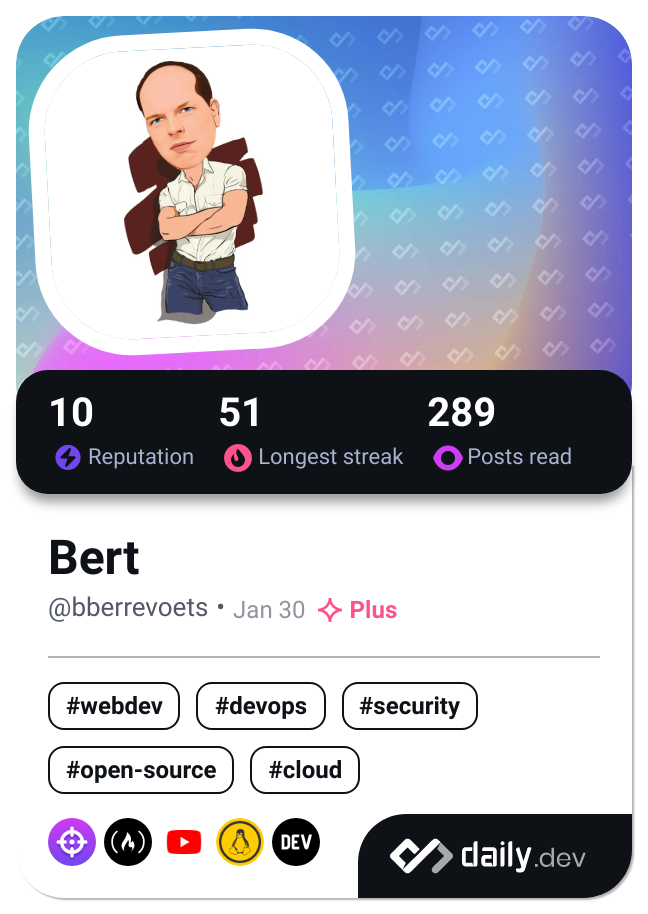 10 51 289
Reputation Longest streak Posts read
Bert
@bberrevoets • Jan 30 Plus
#webdev #devops #security
#open-source #cloud
DEV
daily.dev